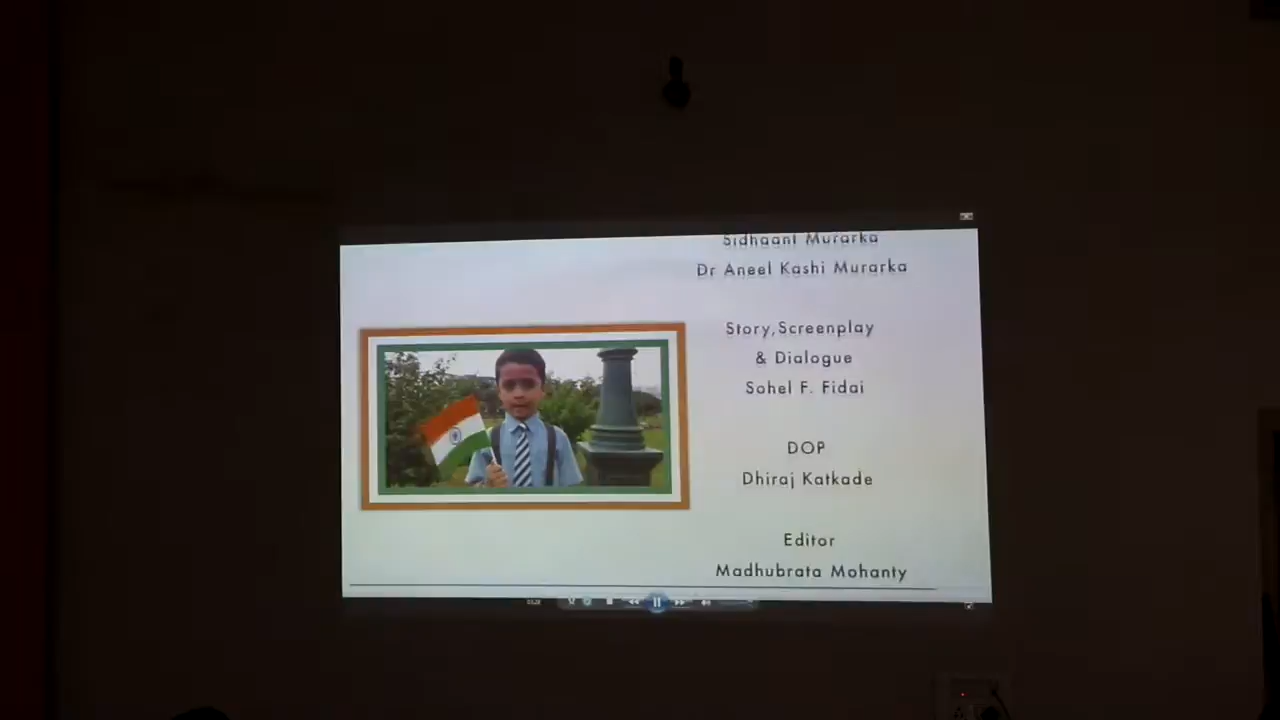 Sidhaant Murarka
Dr Aneel Kashi Murarka
Story,Screenplay
& Dialogue
Sohel F. Fidai
DOP
Dhiraj Katkade
Editor
Madhubrata Mohanty